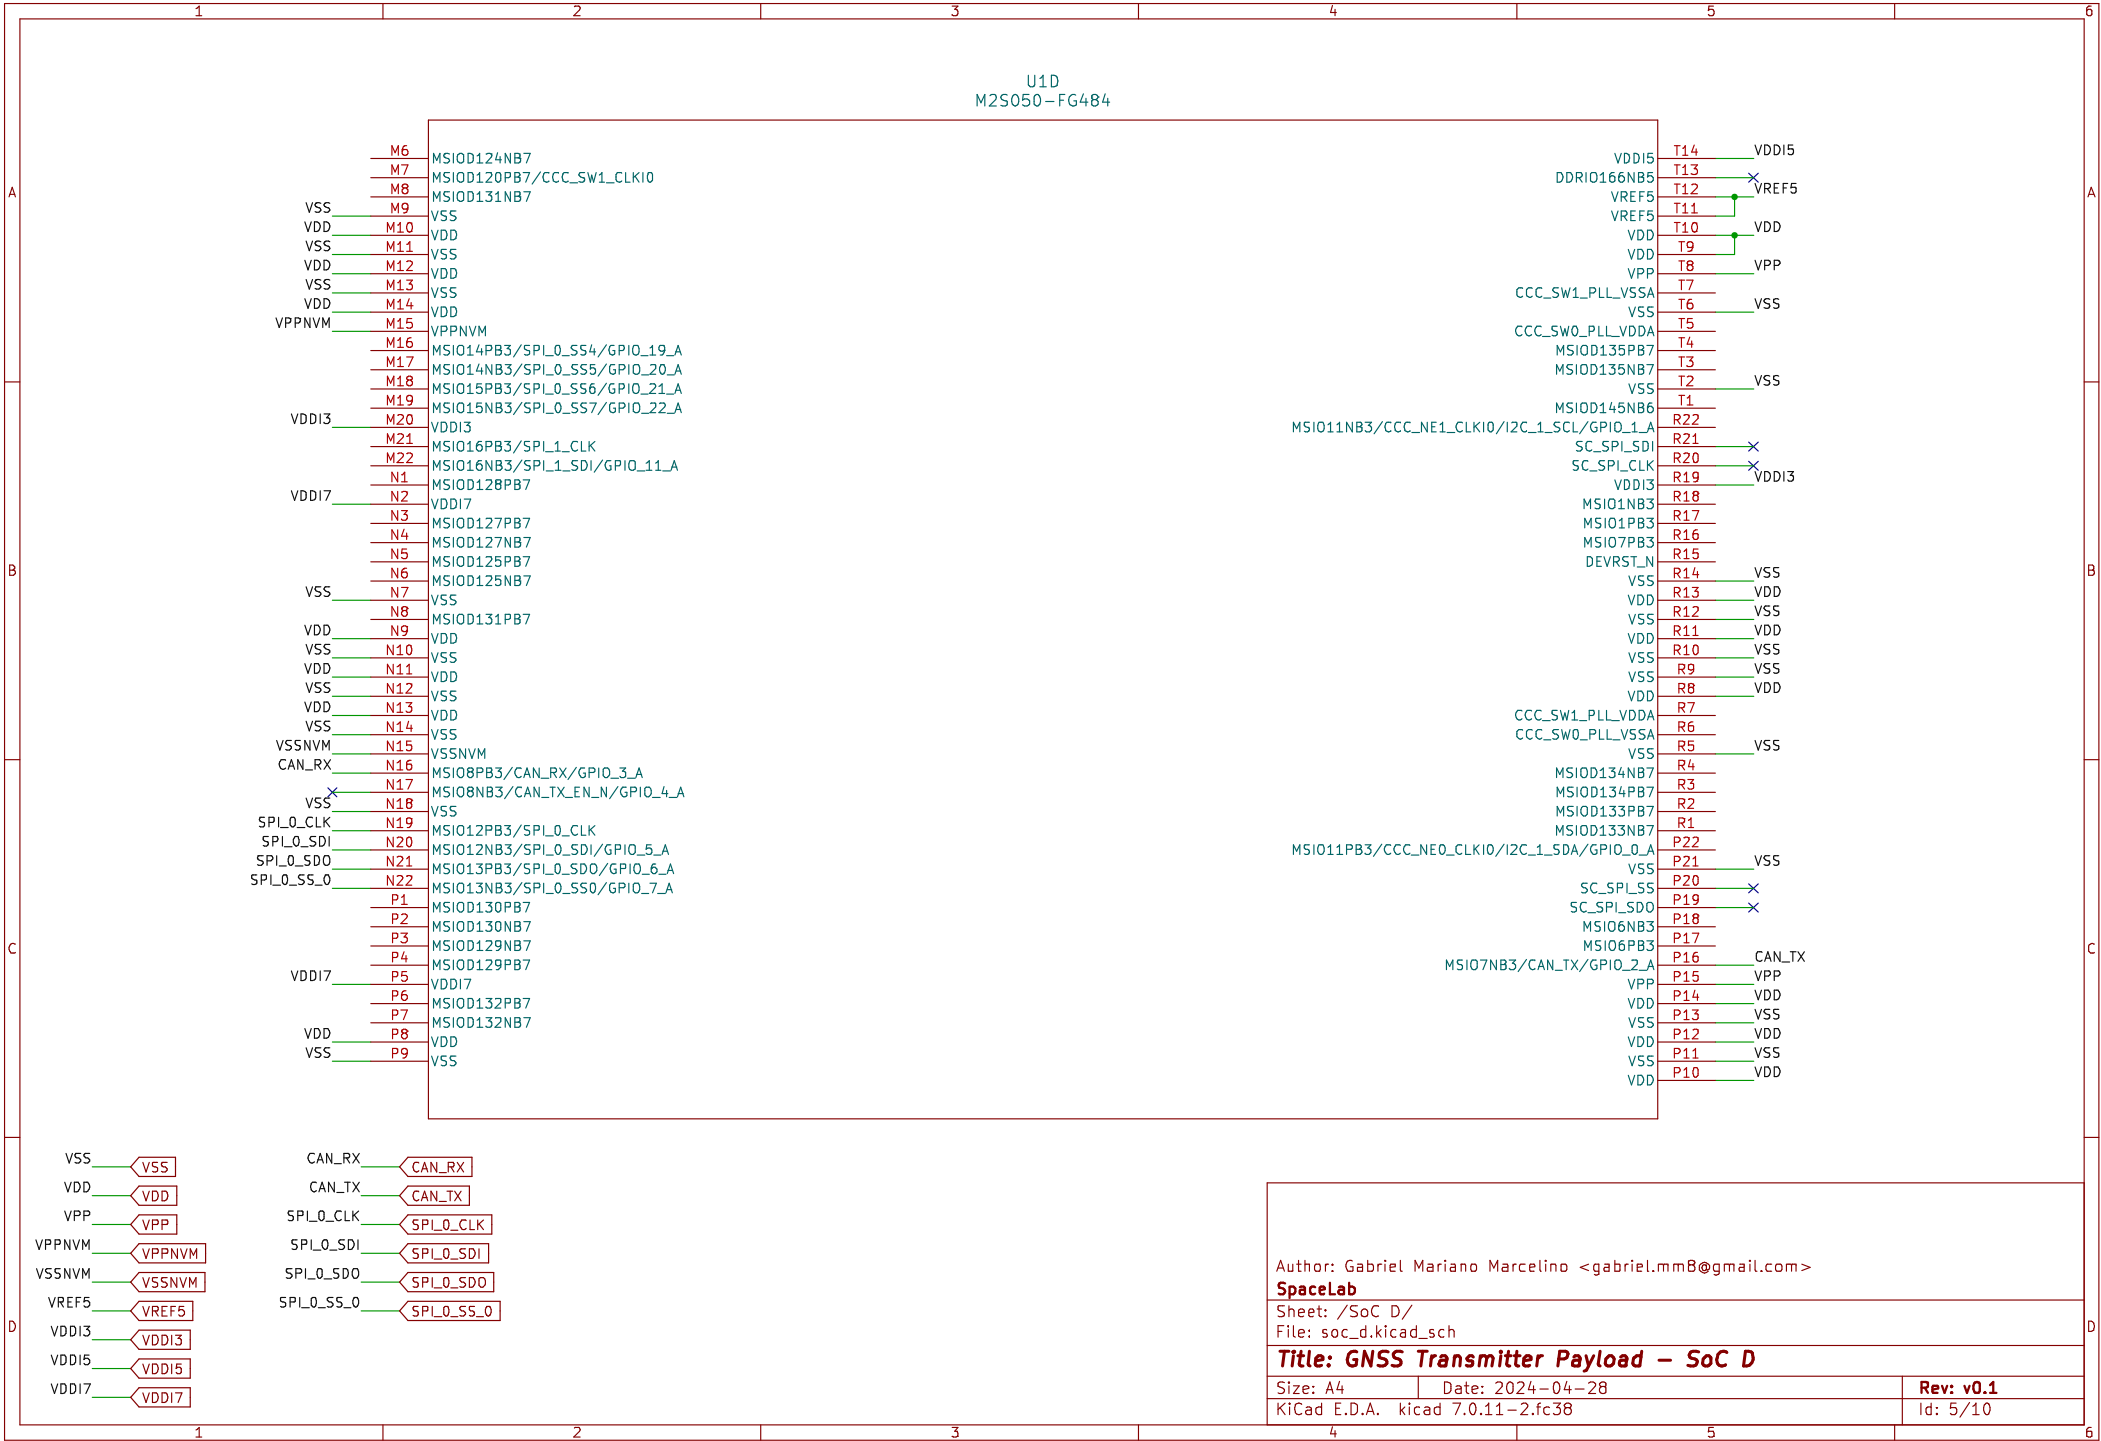 1 2 3 4 5 6
U1D
M2S050-FG484
A A
B B
C C
D D
M6 MSIOD124NB7
M7 MSIOD120PB7/CCC_SW1_CLKI0
M8 MSIOD131NB7
VSS M9 VSS
VDD M10 VDD
VSS M11 VSS
VDD M12 VDD
VSS M13 VSS
VDD M14 VDD
VPPNVM M15 VPPNVM
M16 MSIO14PB3/SPI_0_SS4/GPIO_19_A
M17 MSIO14NB3/SPI_0_SS5/GPIO_20_A
M18 MSIO15PB3/SPI_0_SS6/GPIO_21_A
M19 MSIO15NB3/SPI_0_SS7/GPIO_22_A
VDDI3 M20 VDDI3
M21 MSIO16PB3/SPI_1_CLK
M22 MSIO16NB3/SPI_1_SDI/GPIO_11_A
N1 MSIOD128PB7
VDDI7 N2 VDDI7
N3 MSIOD127PB7
N4 MSIOD127NB7
N5 MSIOD125PB7
N6 MSIOD125NB7
VSS N7 VSS
N8 MSIOD131PB7
VDD N9 VDD
VSS N10 VSS
VDD N11 VDD
VSS N12 VSS
VDD N13 VDD
VSS N14 VSS
VSSNVM N15 VSSNVM
CAN_RX N16 MSIO8PB3/CAN_RX/GPIO_3_A
N17 MSIO8NB3/CAN_TX_EN_N/GPIO_4_A
VSS N18 VSS
SPI_0_CLK N19 MSIO12PB3/SPI_0_CLK
SPI_0_SDI N20 MSIO12NB3/SPI_0_SDI/GPIO_5_A
SPI_0_SDO N21 MSIO13PB3/SPI_0_SDO/GPIO_6_A
SPI_0_SS_0 N22 MSIO13NB3/SPI_0_SS0/GPIO_7_A
P1 MSIOD130PB7
P2 MSIOD130NB7
P3 MSIOD129NB7
P4 MSIOD129PB7
VDDI7 P5 VDDI7
P6 MSIOD132PB7
P7 MSIOD132NB7
VDD P8 VDD
VSS P9 VSS
VDDI5 T14 VDDI5
DDRIO166NB5 T13
VREF5 T12 VREF5
VREF5 T11
VDD T10 VDD
VDD T9
VPP T8 VPP
CCC_SW1_PLL_VSSA T7
VSS T6 VSS
CCC_SW0_PLL_VDDA T5
MSIOD135PB7 T4
MSIOD135NB7 T3
VSS T2 VSS
MSIOD145NB6 T1
MSIO11NB3/CCC_NE1_CLKI0/I2C_1_SCL/GPIO_1_A R22
SC_SPI_SDI R21
SC_SPI_CLK R20
VDDI3 R19 VDDI3
MSIO1NB3 R18
MSIO1PB3 R17
MSIO7PB3 R16
DEVRST_N R15
VSS R14 VSS
VDD R13 VDD
VSS R12 VSS
VDD R11 VDD
VSS R10 VSS
VSS R9 VSS
VDD R8 VDD
CCC_SW1_PLL_VDDA R7
CCC_SW0_PLL_VSSA R6
VSS R5 VSS
MSIOD134NB7 R4
MSIOD134PB7 R3
MSIOD133PB7 R2
MSIOD133NB7 R1
MSIO11PB3/CCC_NE0_CLKI0/I2C_1_SDA/GPIO_0_A P22
VSS P21 VSS
SC_SPI_SS P20
SC_SPI_SDO P19
MSIO6NB3 P18
MSIO6PB3 P17
MSIO7NB3/CAN_TX/GPIO_2_A P16 CAN_TX
VPP P15 VPP
VDD P14 VDD
VSS P13 VSS
VDD P12 VDD
VSS P11 VSS
VDD P10 VDD
VSS VSS
VDD VDD
VPP VPP
VPPNVM VPPNVM
VSSNVM VSSNVM
VREF5 VREF5
VDDI3 VDDI3
VDDI5 VDDI5
VDDI7 VDDI7
CAN_RX CAN_RX
CAN_TX CAN_TX
SPI_0_CLK SPI_0_CLK
SPI_0_SDI SPI_0_SDI
SPI_0_SDO SPI_0_SDO
SPI_0_SS_0 SPI_0_SS_0
Author: Gabriel Mariano Marcelino <gabriel.mm8@gmail.com>
SpaceLab
Sheet: /SoC D/
File: soc_d.kicad_sch
Title: GNSS Transmitter Payload - SoC D
Size: A4 Date: 2024-04-28 Rev: v0.1
KiCad E.D.A. kicad 7.0.11-2.fc38 Id: 5/10
1 2 3 4 5 6